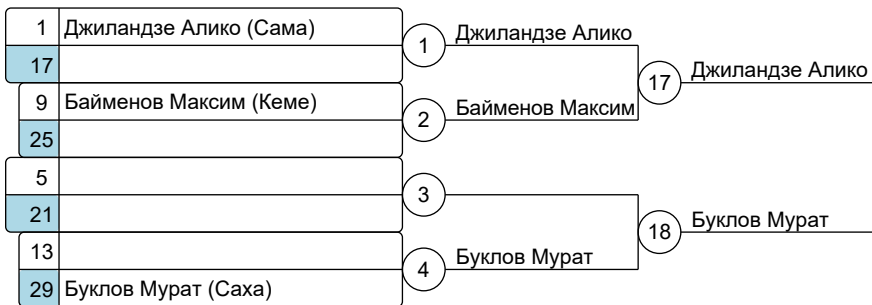 1 Джиландзе Алико (Сама)
17
9 Байменов Максим (Кеме)
25
5
21
13
29 Буклов Мурат (Саха)
1 Джиландзе Алико
2 Байменов Максим
3
4 Буклов Мурат
17 Джиландзе Алико
18 Буклов Мурат